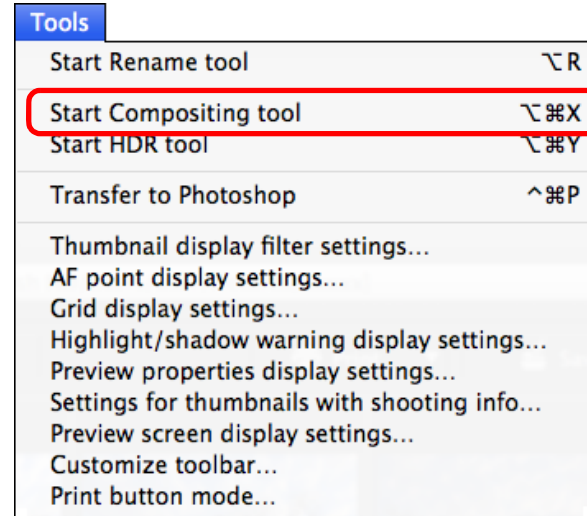 Tools
Start Rename tool ⌥R
Start Compositing tool ⌥⌘X
Start HDR tool ⌥⌘Y
Transfer to Photoshop ^⌘P
Thumbnail display filter settings...
AF point display settings...
Grid display settings...
Highlight/shadow warning display settings...
Preview properties display settings...
Settings for thumbnails with shooting info...
Preview screen display settings...
Customize toolbar...
Print button mode...